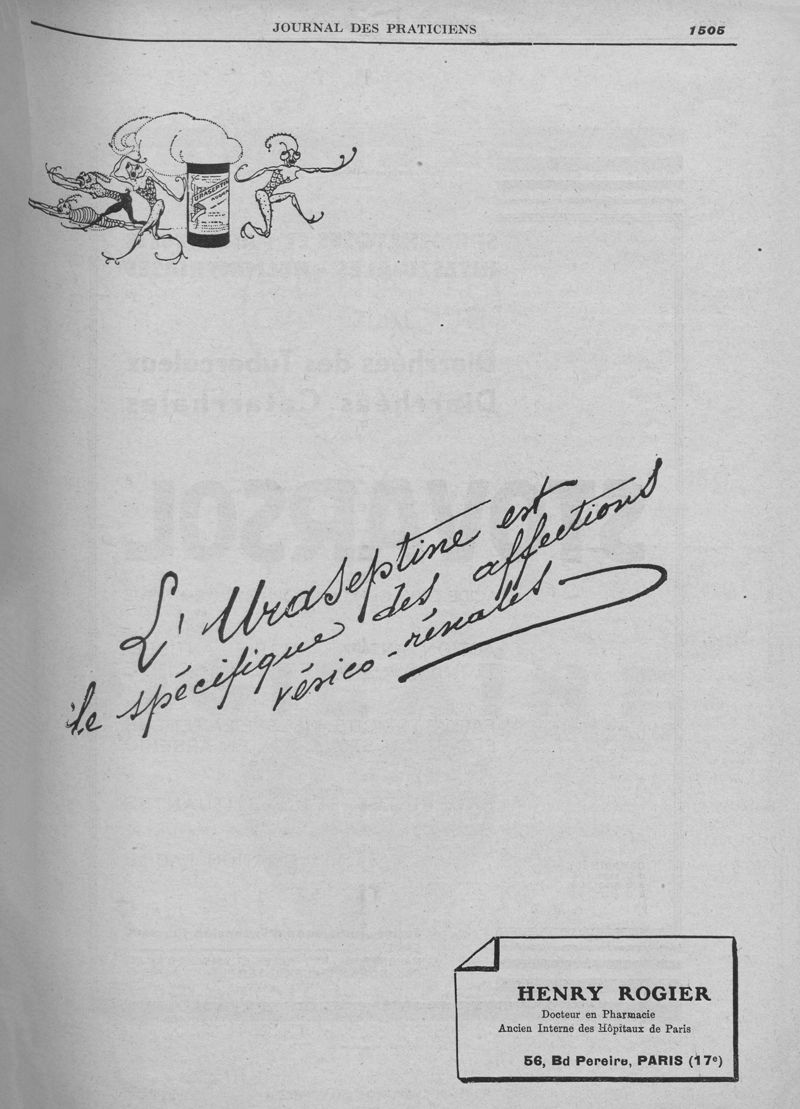 JOURNAL DES PRATICIENS 1505
URASEPTINE
L'Uraseptine est
le spécifique des affections
vésico-rénales
HENRY ROGIER
Docteur en Pharmacie
Ancien Interne des Hôpitaux de Paris
56, Bd Pereire, PARIS (17e)